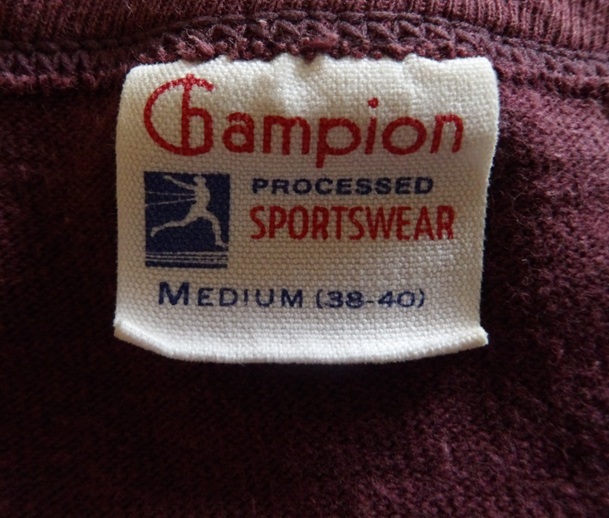 Champion
PROCESSED
SPORTSWEAR
MEDIUM (38-40)